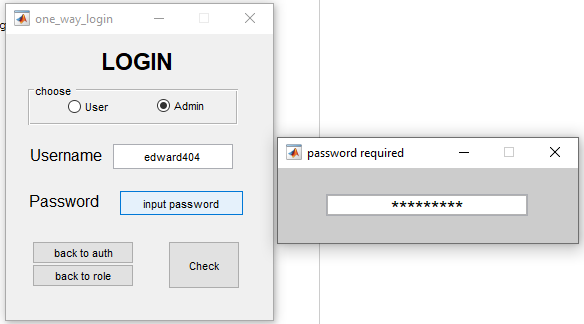 one_way_login
LOGIN
choose
User
Admin
Username
edward404
Password
input password
back to auth
back to role
Check
password required
*********